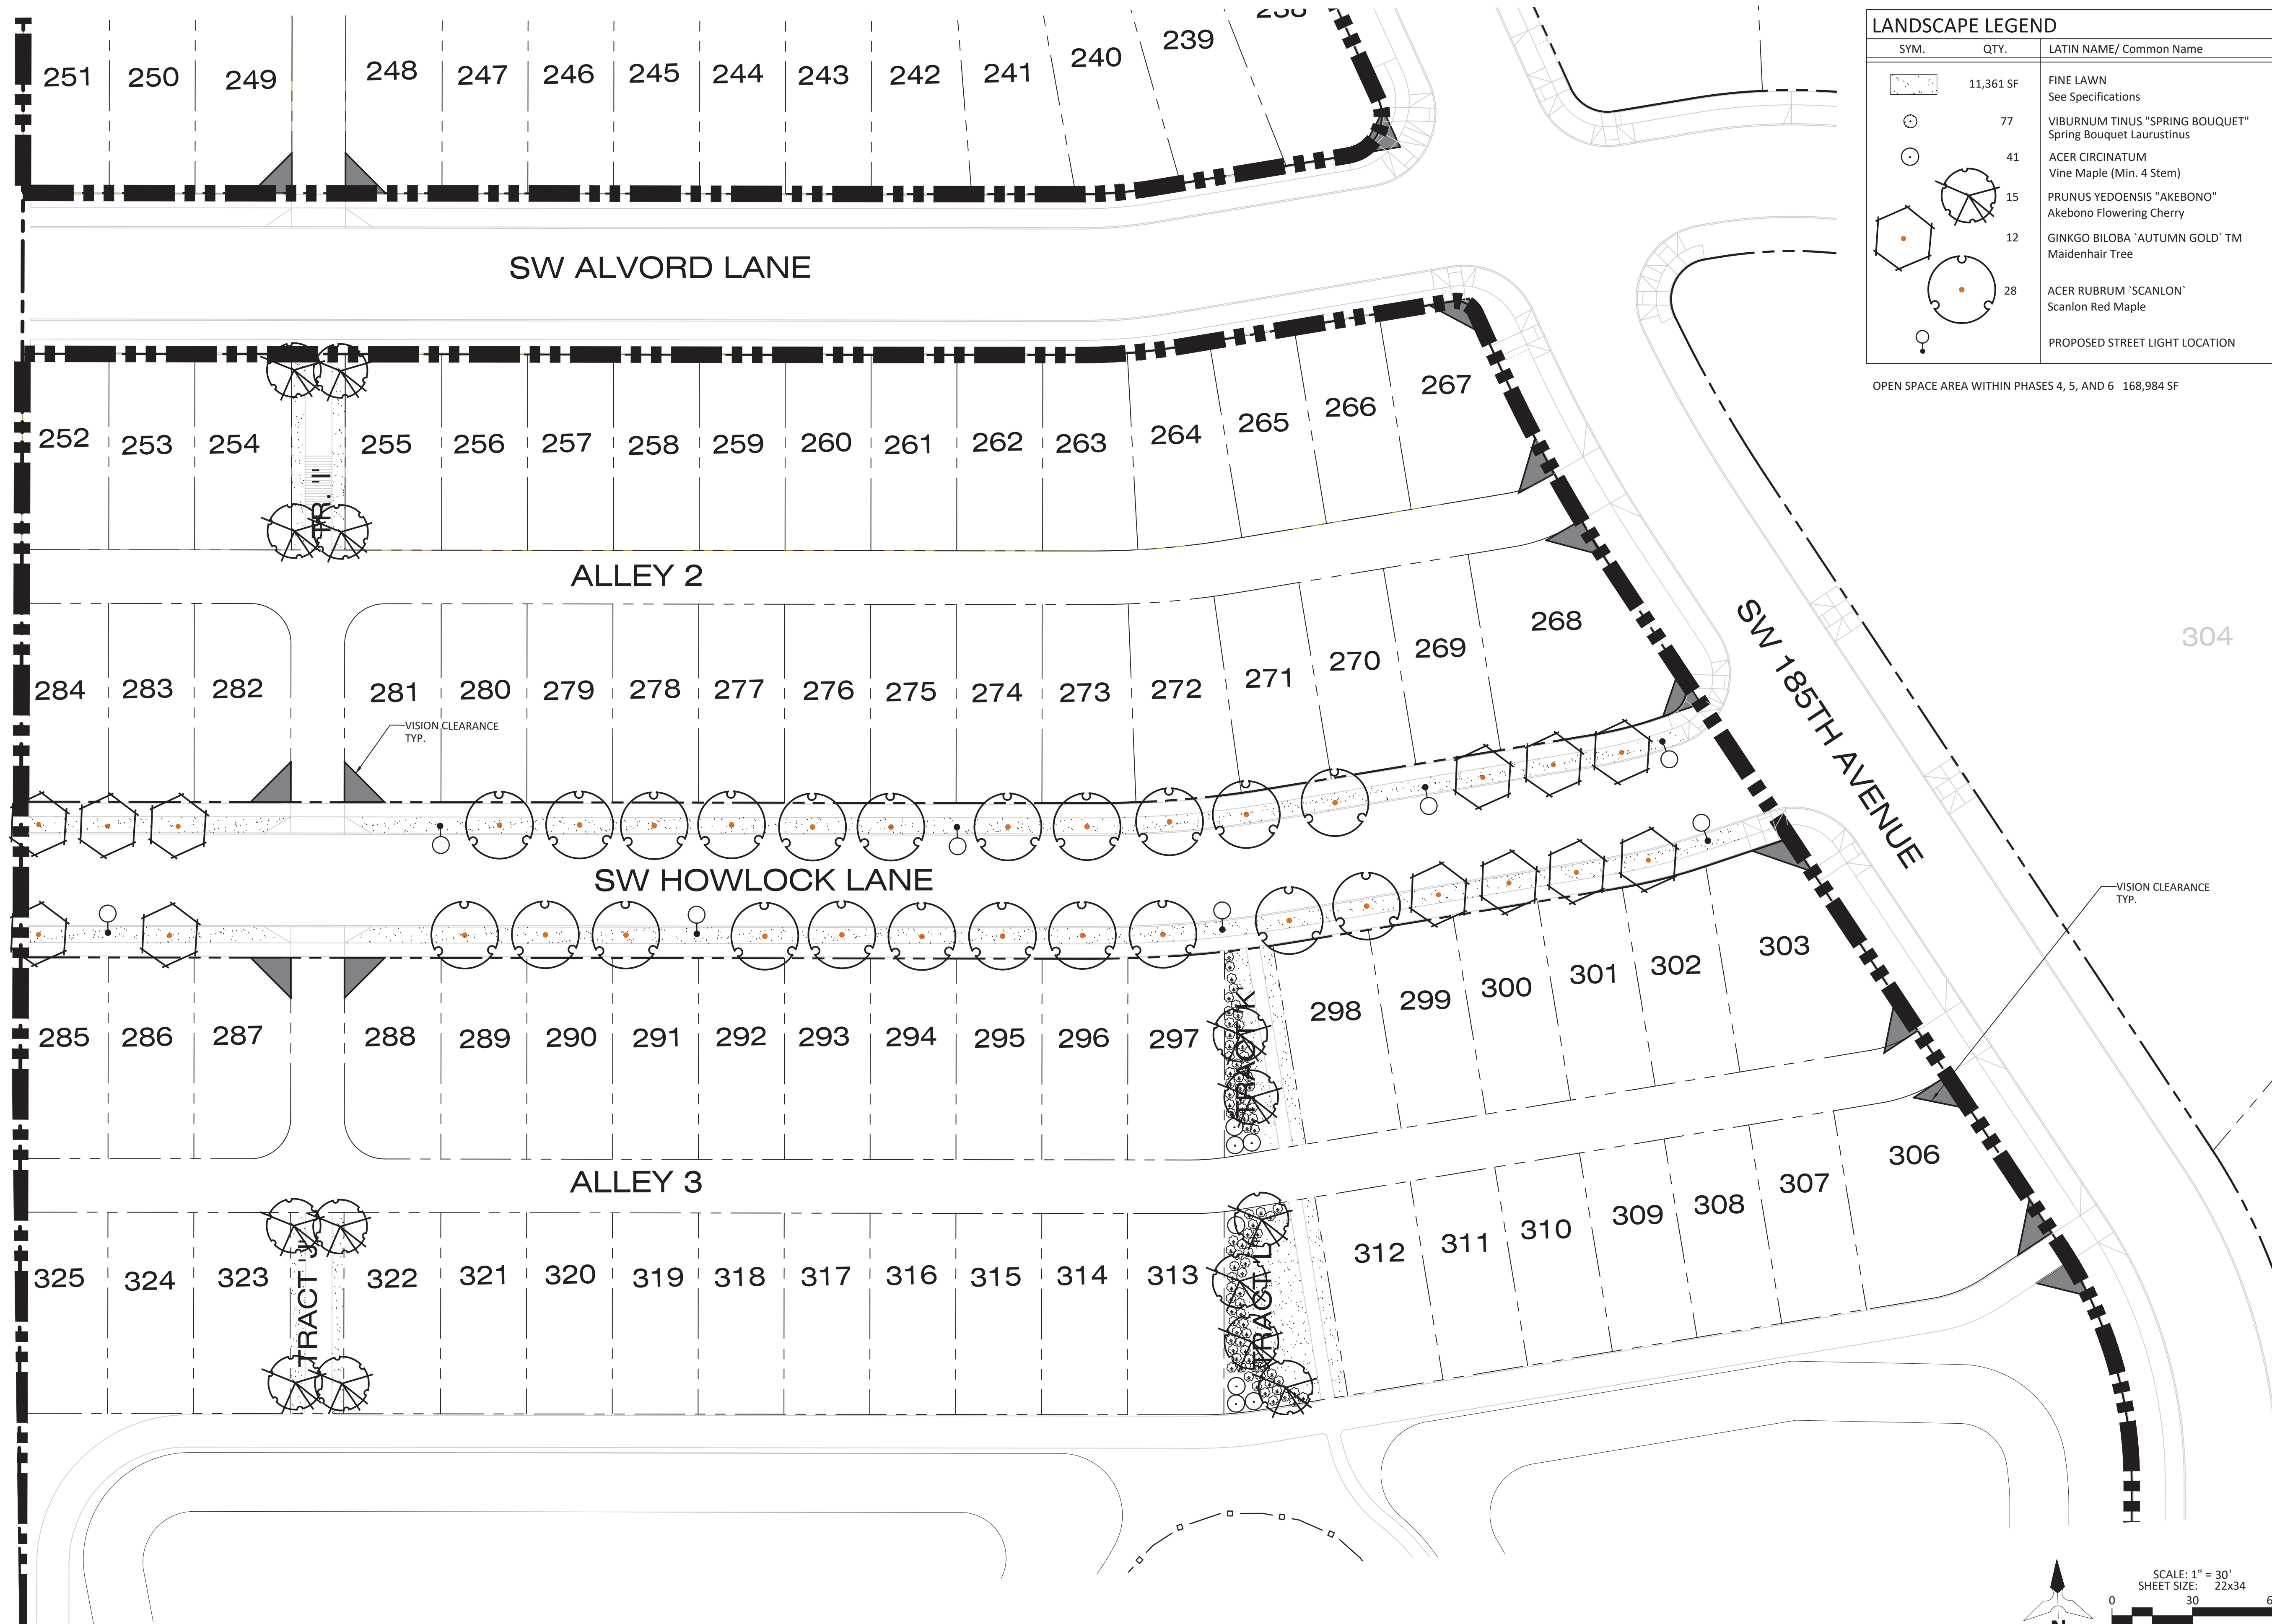 251 250 249 248 247 246 245 244 243 242 241 240 239
SW ALVORD LANE
252 253 254 255 256 257 258 259 260 261 262 263 264 265 266 267
TR. "I"
ALLEY 2
284 283 282 281 280 279 278 277 276 275 274 273 272 271 270 269 268
VISION CLEARANCE
TYP.
SW HOWLOCK LANE
SW 185TH AVENUE
304
VISION CLEARANCE
TYP.
285 286 287 288 289 290 291 292 293 294 295 296 297 298 299 300 301 302 303
TRACT "K"
ALLEY 3
325 324 323 322 321 320 319 318 317 316 315 314 313 312 311 310 309 308 307 306
TRACT "J"
TRACT "L"
LANDSCAPE LEGEND
SYM. QTY. LATIN NAME/ Common Name
11,361 SF FINE LAWN
See Specifications
77 VIBURNUM TINUS "SPRING BOUQUET"
Spring Bouquet Laurustinus
41 ACER CIRCINATUM
Vine Maple (Min. 4 Stem)
15 PRUNUS YEDOENSIS "AKEBONO"
Akebono Flowering Cherry
12 GINKGO BILOBA `AUTUMN GOLD` TM
Maidenhair Tree
28 ACER RUBRUM `SCANLON`
Scanlon Red Maple
PROPOSED STREET LIGHT LOCATION
OPEN SPACE AREA WITHIN PHASES 4, 5, AND 6 168,984 SF
SCALE: 1" = 30'
SHEET SIZE: 22x34
0 30